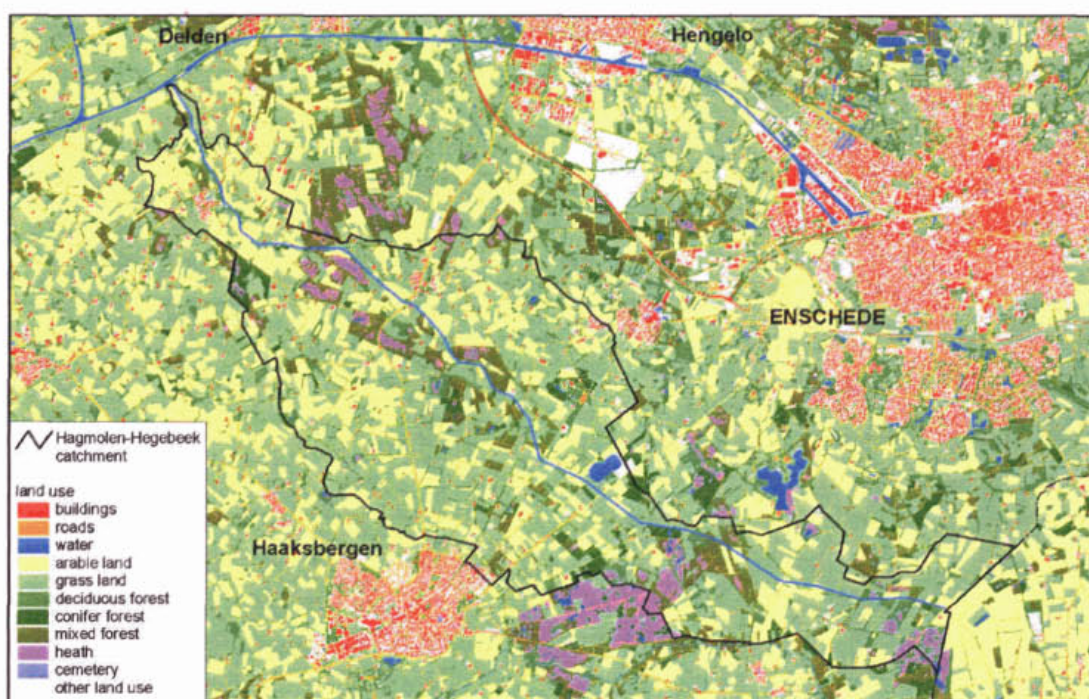 Delden
Hengelo
ENSCHEDE
Haaksbergen
Hagmolen-Hegebeek
catchment
land use
buildings
roads
water
arable land
grass land
deciduous forest
conifer forest
mixed forest
heath
cemetery
other land use